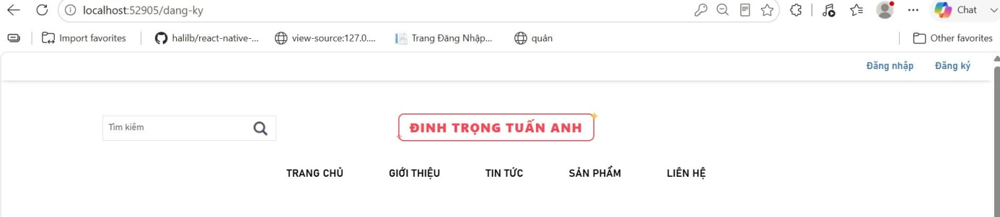 localhost:52905/dang-ky
Chat
Import favorites
halilb/react-native-...
view-source:127.0....
Trang Đăng Nhập...
quản
Other favorites
Đăng nhập
Đăng ký
Tìm kiếm
ĐINH TRỌNG TUẤN ANH
TRANG CHỦ
GIỚI THIỆU
TIN TỨC
SẢN PHẨM
LIÊN HỆ